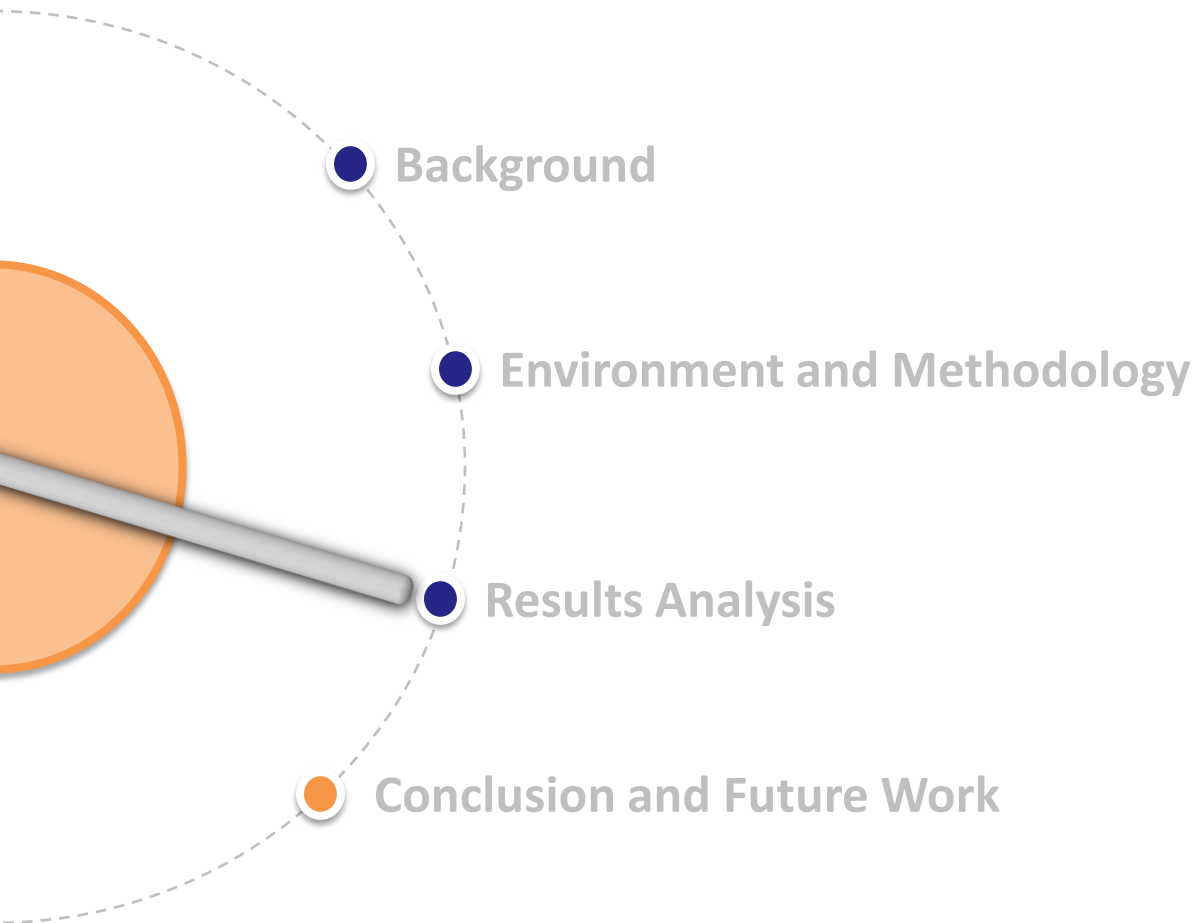 Background
Environment and Methodology
Results Analysis
Conclusion and Future Work